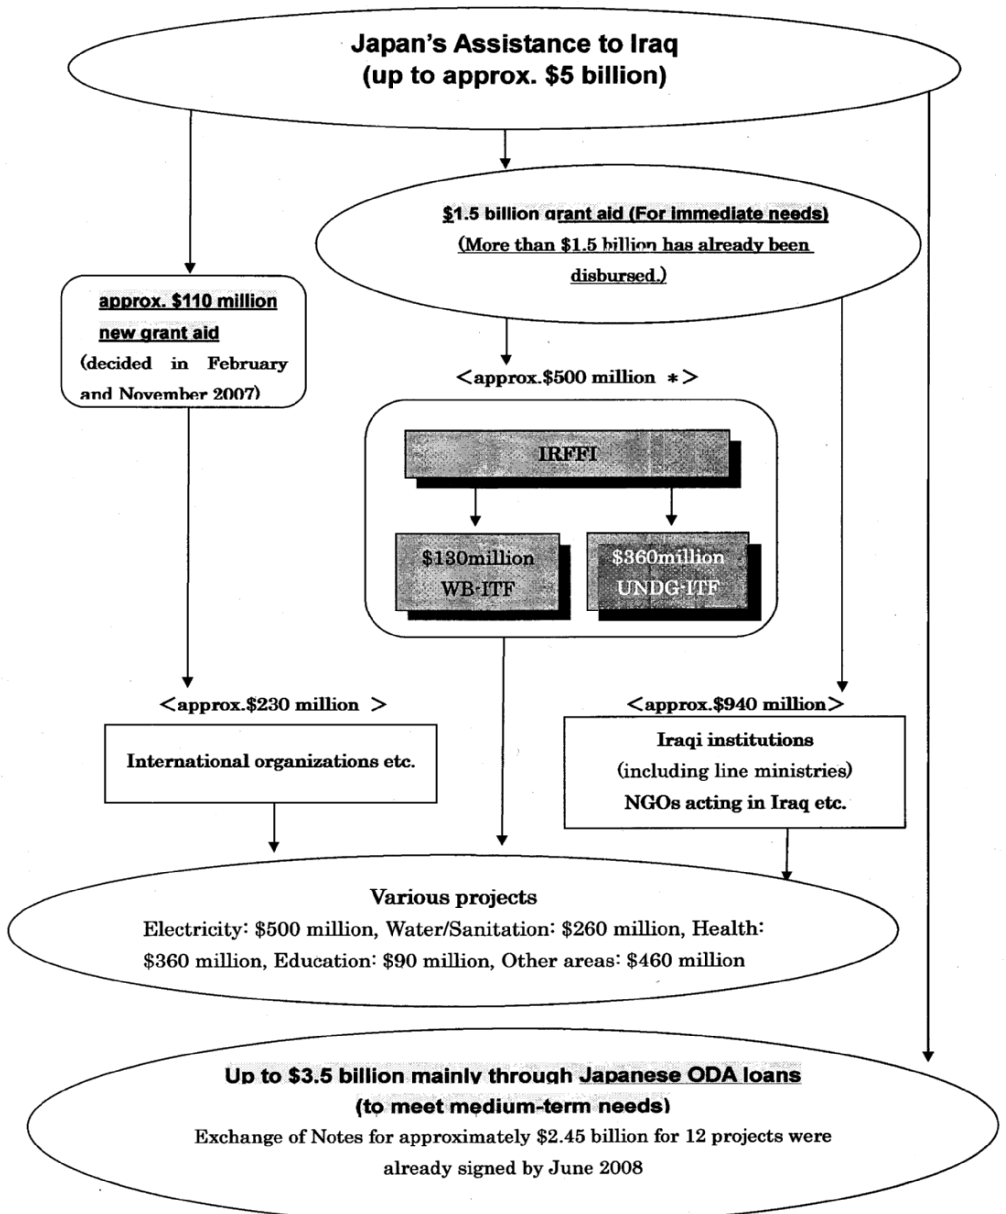 Japan's Assistance to Iraq
(up to approx. $5 billion)
$1.5 billion grant aid (For immediate needs)
(More than $1.5 billion has already been
disbursed.)
approx. $110 million
new grant aid
(decided in February
and November 2007)
<approx.$500 million *>
IRFFI
$130million
WB-ITF
$360million
UNDG-ITF
<approx.$230 million >
International organizations etc.
<approx.$940 million>
Iraqi institutions
(including line ministries)
NGOs acting in Iraq etc.
Various projects
Electricity: $500 million, Water/Sanitation: $260 million, Health:
$360 million, Education: $90 million, Other areas: $460 million
Up to $3.5 billion mainly through Japanese ODA loans
(to meet medium-term needs)
Exchange of Notes for approximately $2.45 billion for 12 projects were
already signed by June 2008